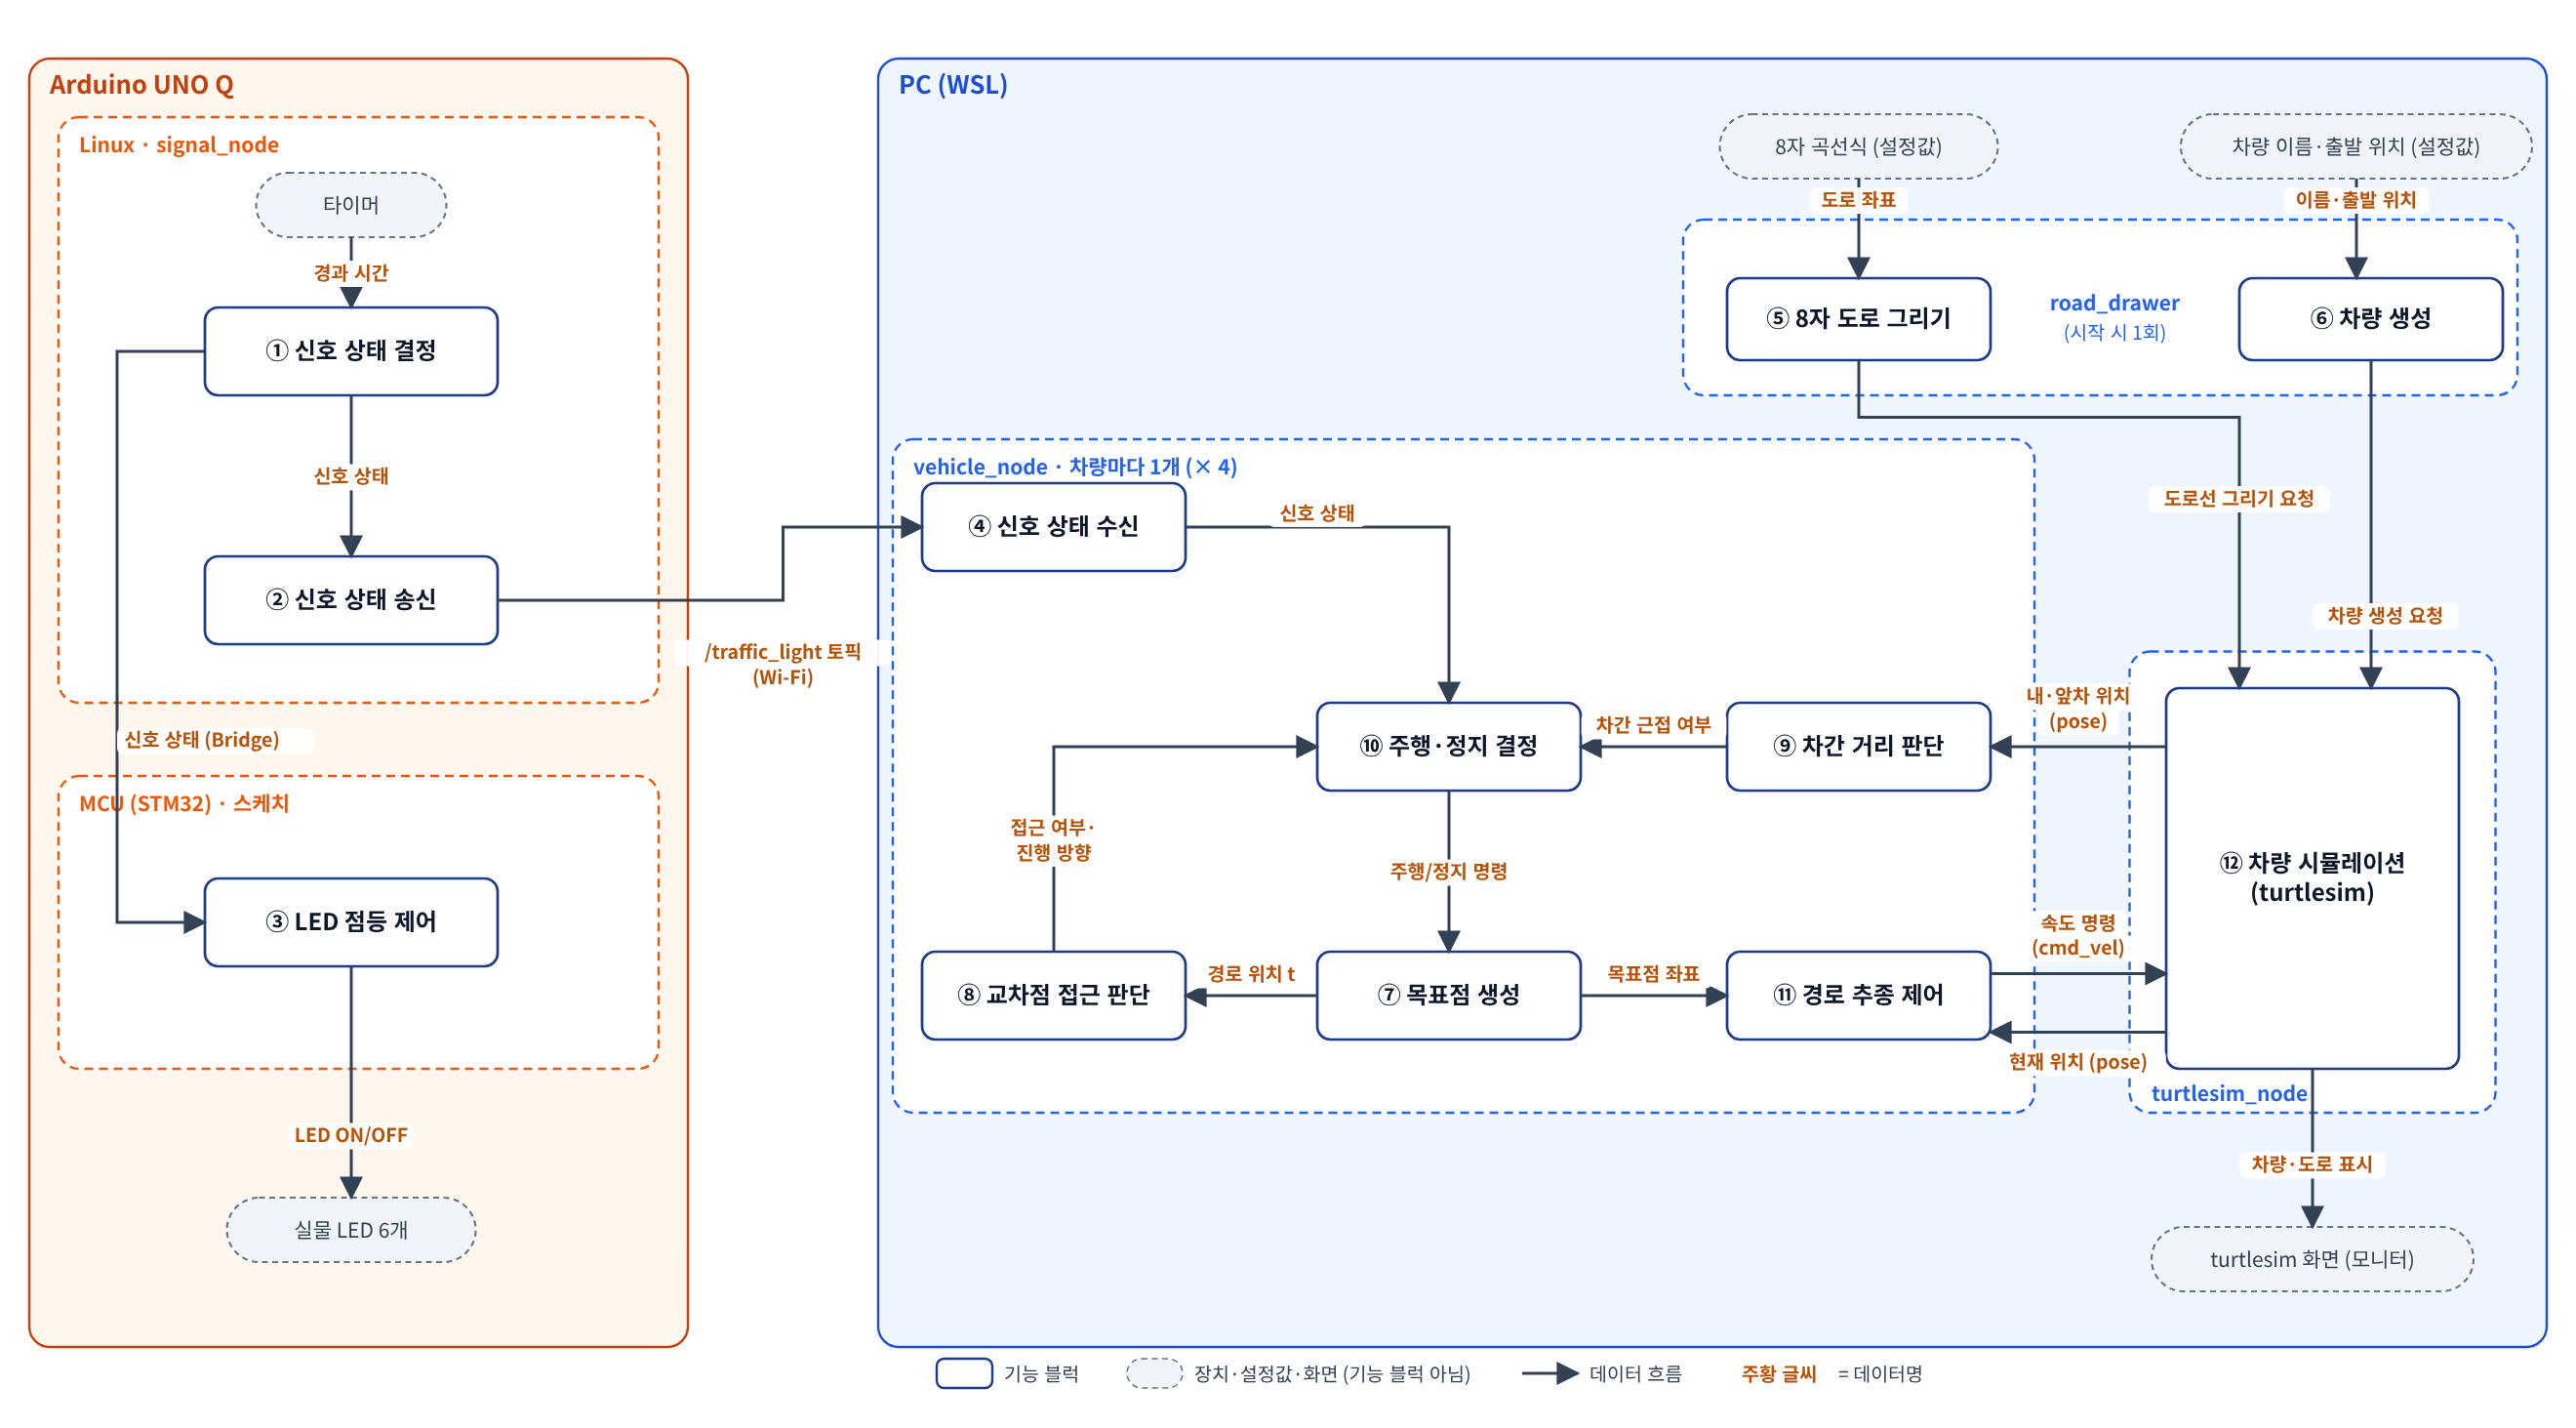 Arduino UNO Q
Linux · signal_node
타이머
경과 시간
① 신호 상태 결정
신호 상태
② 신호 상태 송신
신호 상태 (Bridge)
MCU (STM32) · 스케치
③ LED 점등 제어
LED ON/OFF
실물 LED 6개
/traffic_light 토픽
(Wi-Fi)
PC (WSL)
8자 곡선식 (설정값)
차량 이름·출발 위치 (설정값)
도로 좌표
이름·출발 위치
⑤ 8자 도로 그리기
road_drawer
(시작 시 1회)
⑥ 차량 생성
vehicle_node · 차량마다 1개 (× 4)
④ 신호 상태 수신
신호 상태
도로선 그리기 요청
차량 생성 요청
⑩ 주행·정지 결정
차간 근접 여부
⑨ 차간 거리 판단
내·앞차 위치
(pose)
접근 여부·
진행 방향
주행/정지 명령
⑫ 차량 시뮬레이션
(turtlesim)
속도 명령
(cmd_vel)
⑧ 교차점 접근 판단
경로 위치 t
⑦ 목표점 생성
목표점 좌표
⑪ 경로 추종 제어
현재 위치 (pose)
turtlesim_node
차량·도로 표시
turtlesim 화면 (모니터)
기능 블럭
장치·설정값·화면 (기능 블럭 아님)
데이터 흐름
주황 글씨 = 데이터명